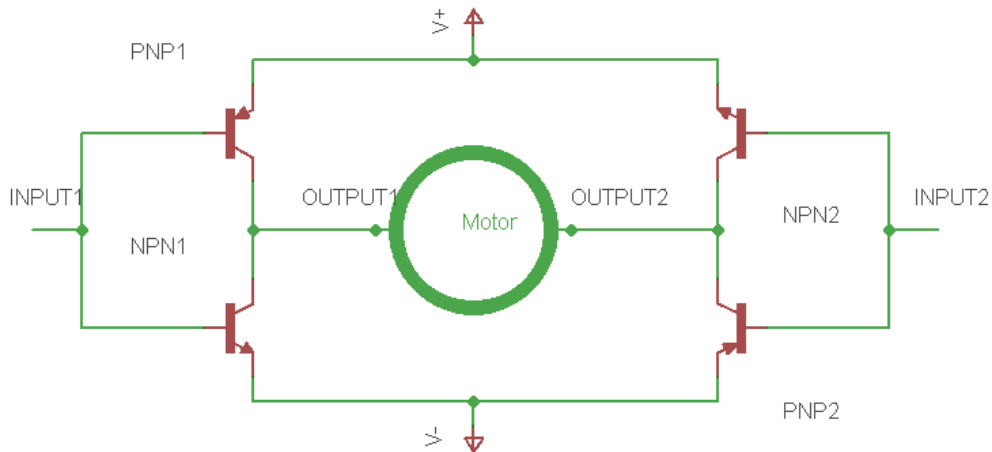 V+
PNP1
INPUT1
OUTPUT1
OUTPUT2
INPUT2
Motor
NPN2
NPN1
PNP2
V-